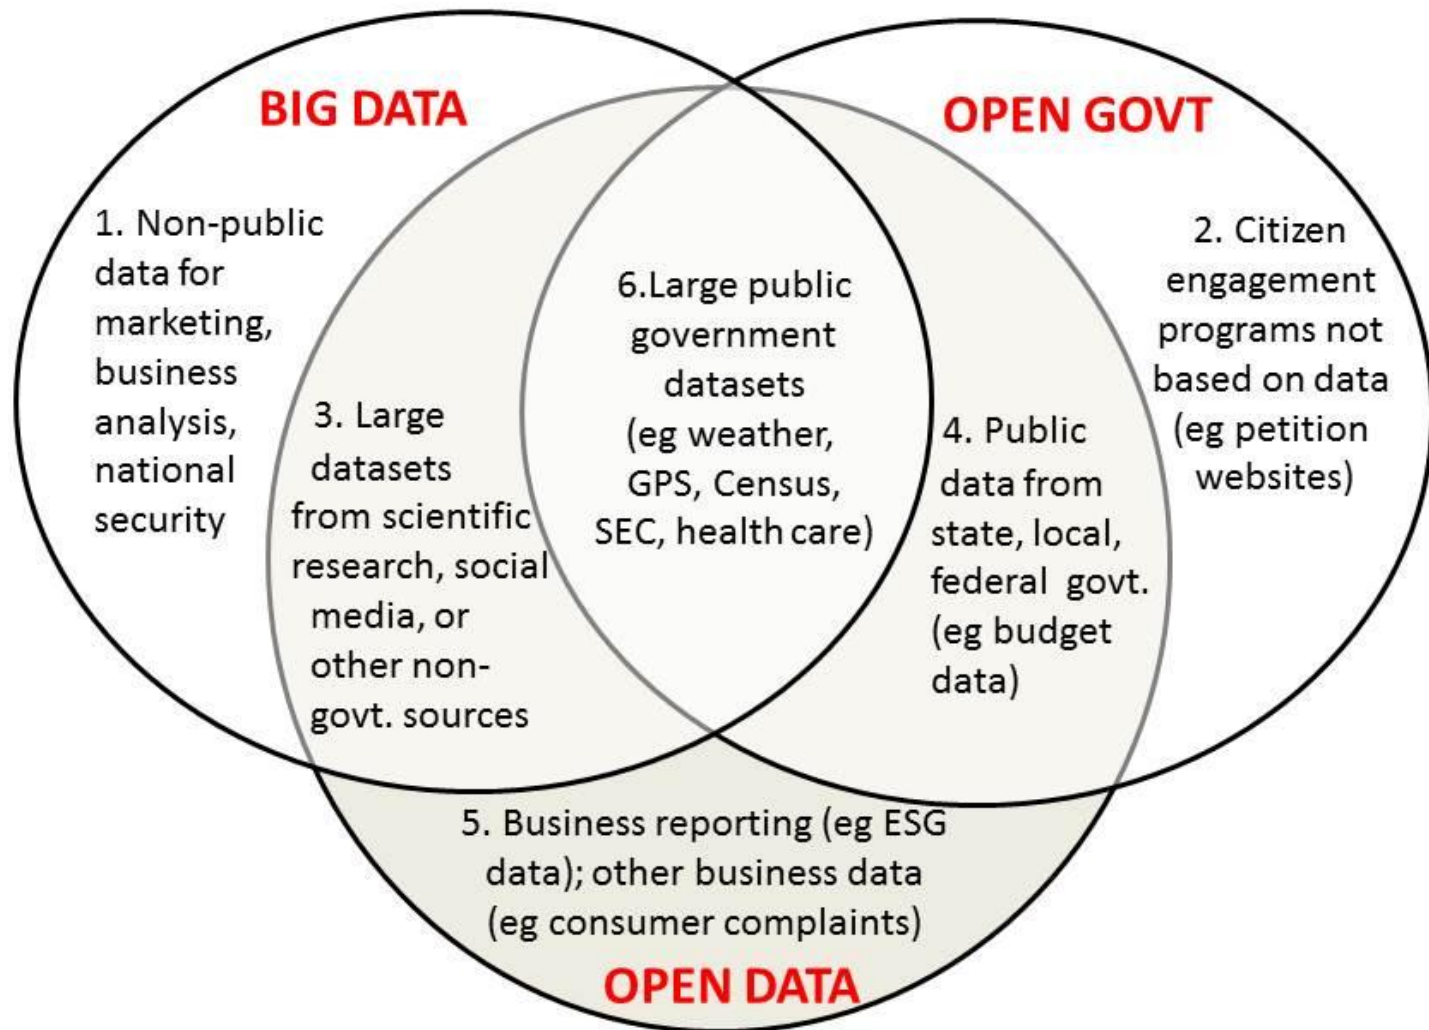 BIG DATA
OPEN GOVT
1. Non-public
data for
marketing,
business
analysis,
national
security
2. Citizen
engagement
programs not
based on data
(eg petition
websites)
3. Large
datasets
from scientific
research, social
media, or
other non-
govt. sources
6.Large public
government
datasets
(eg weather,
GPS, Census,
SEC, health care)
4. Public
data from
state, local,
federal govt.
(eg budget
data)
5. Business reporting (eg ESG
data); other business data
(eg consumer complaints)
OPEN DATA